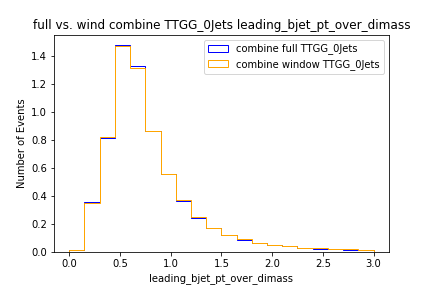 full vs. wind combine TTGG_0Jets leading_bjet_pt_over_dimass
combine full TTGG_0Jets
combine window TTGG_0Jets
Number of Events
1.4
1.2
1.0
0.8
0.6
0.4
0.2
0.0
0.0 0.5 1.0 1.5 2.0 2.5 3.0
leading_bjet_pt_over_dimass